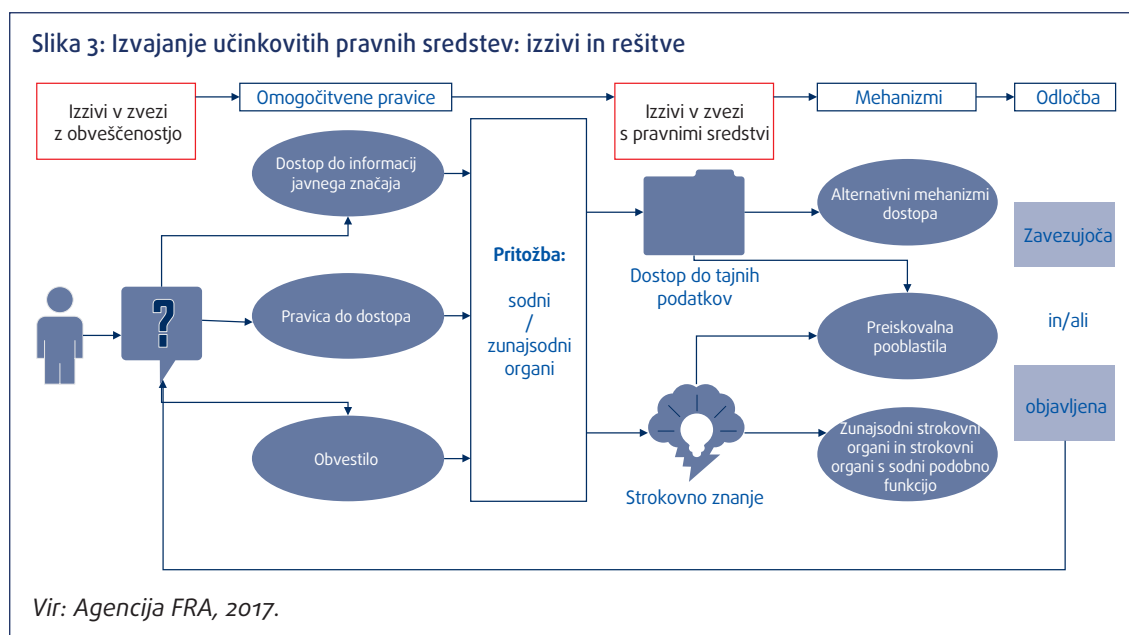 Slika 3: Izvajanje učinkovitih pravnih sredstev: izzivi in rešitve
Izzivi v zvezi
z obveščenostjo
Omogočitvene pravice
Izzivi v zvezi
s pravnimi sredstvi
Mehanizmi
Odločba
Dostop do informacij
javnega značaja
Pravica do dostopa
Obvestilo
?
Pritožba:
sodni
/
zunajsodni
organi
Dostop do tajnih
podatkov
Strokovno znanje
Alternativni mehanizmi
dostopa
Preiskovalna
pooblastila
Zunajsodni strokovni
organi in strokovni
organi s sodni podobno
funkcijo
Zavezujoča
in/ali
objavljena
Vir: Agencija FRA, 2017.